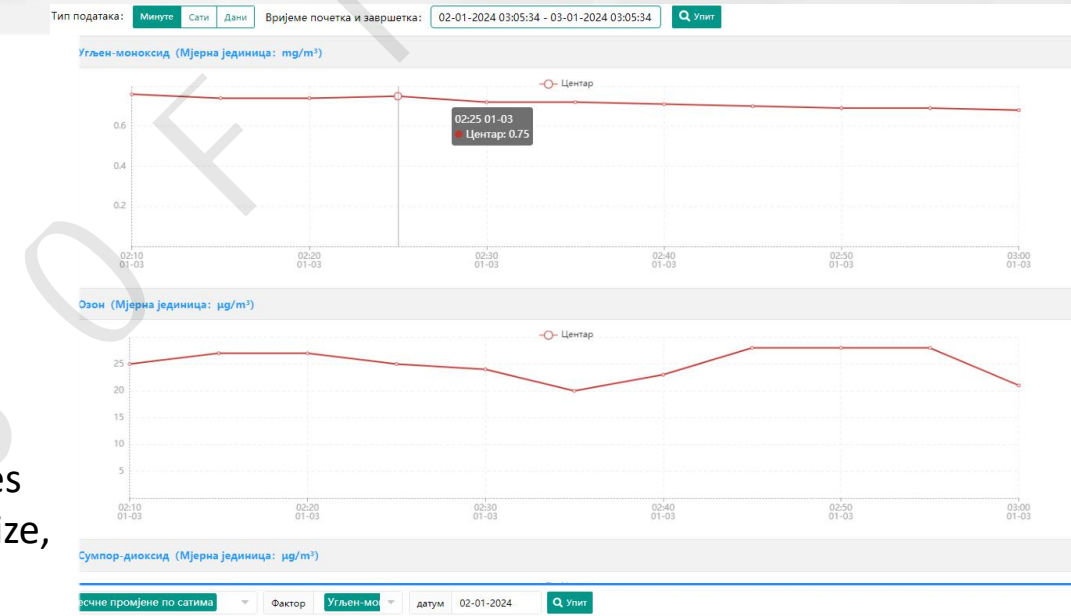 Тип податaка: Минуте Сати Дани Вријеме почетка и завршетка: 02-01-2024 03:05:34 - 03-01-2024 03:05:34 Упит
Угљен-моноксид (Мјерна јединица: mg/m³)
Центар
0.6
02:25 01-03
Центар: 0.75
0.4
0.2
02:10 02:20 02:30 02:40 02:50 03:00
01-03 01-03 01-03 01-03 01-03 01-03
Озон (Мјерна јединица: µg/m³)
Центар
25
20
15
10
5
02:10 02:20 02:30 02:40 02:50 03:00
01-03 01-03 01-03 01-03 01-03 01-03
es
ize,
Сумпор-диоксид (Мјерна јединица: µg/m³)
есчне промјене по сатима Фактор Угљен-мо датум 02-01-2024 Упит